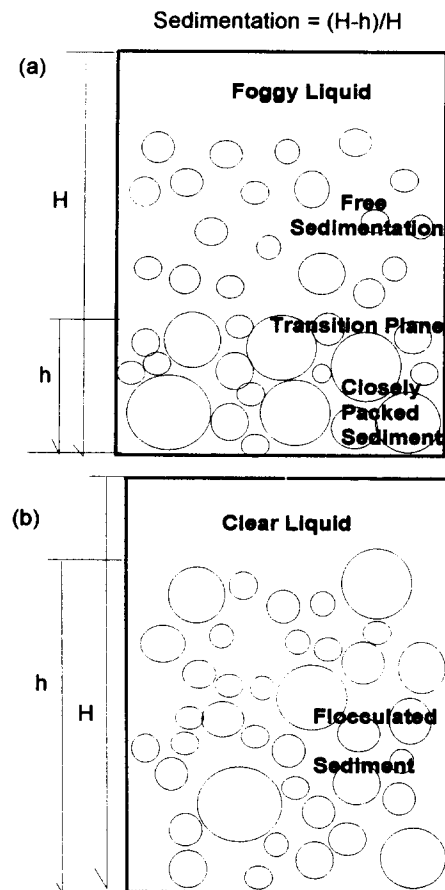 Sedimentation = (H-h)/H
(a)
Foggy Liquid
H
Free
Sedimentation
Transition Plane
h
Closely
Packed
Sediment
(b)
Clear Liquid
h
H
Flocculated
Sediment